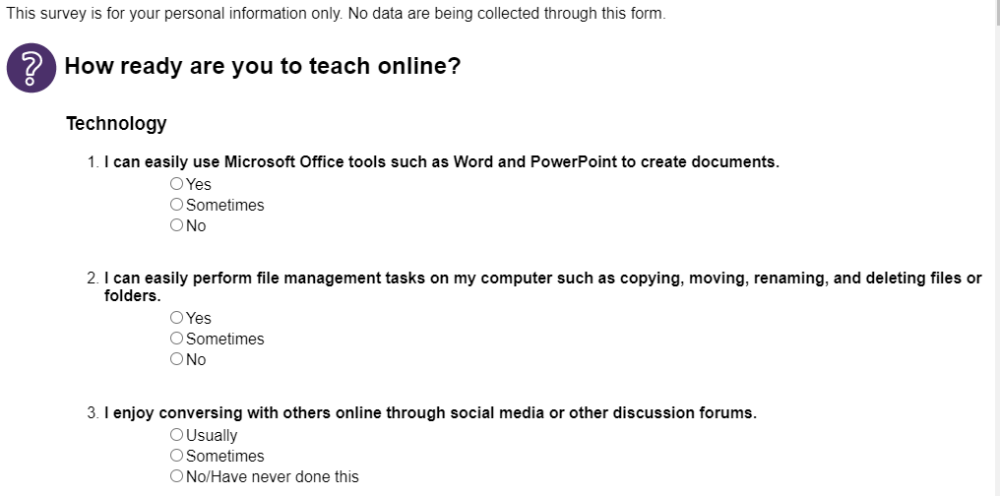 This survey is for your personal information only. No data are being collected through this form.
How ready are you to teach online?
Technology
1. I can easily use Microsoft Office tools such as Word and PowerPoint to create documents.
Yes
Sometimes
No
2. I can easily perform file management tasks on my computer such as copying, moving, renaming, and deleting files or
folders.
Yes
Sometimes
No
3. I enjoy conversing with others online through social media or other discussion forums.
Usually
Sometimes
No/Have never done this